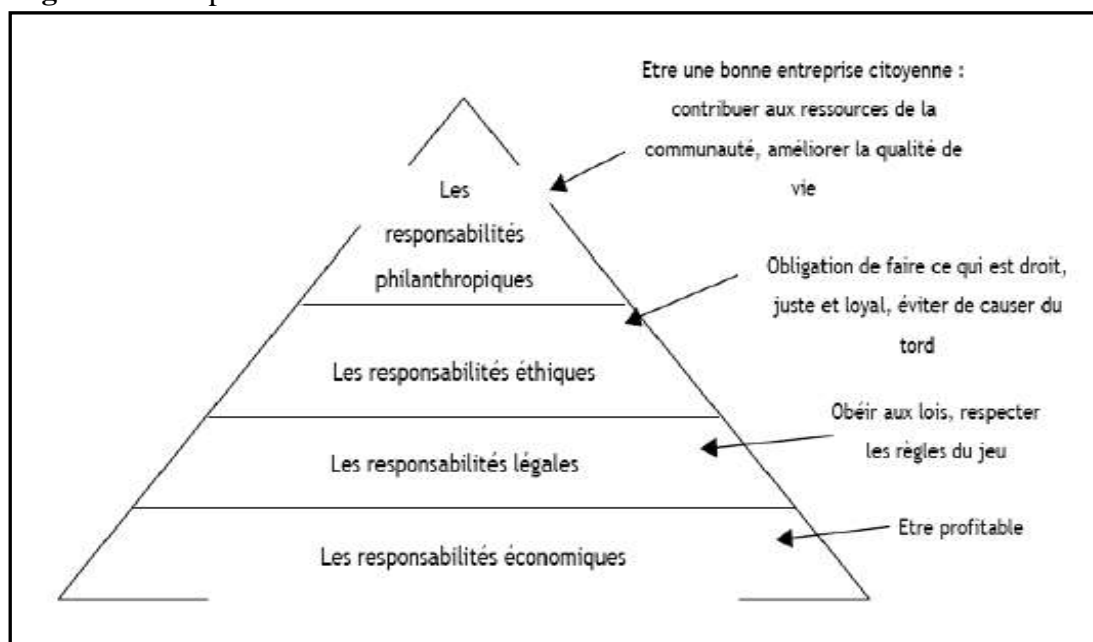 Etre une bonne entreprise citoyenne :
contribuer aux ressources de la
communauté, améliorer la qualité de
vie
Les
responsabilités
philanthropiques
Obligation de faire ce qui est droit,
juste et loyal, éviter de causer du
tord
Les responsabilités éthiques
Obéir aux lois, respecter
les règles du jeu
Les responsabilités légales
Etre profitable
Les responsabilités économiques